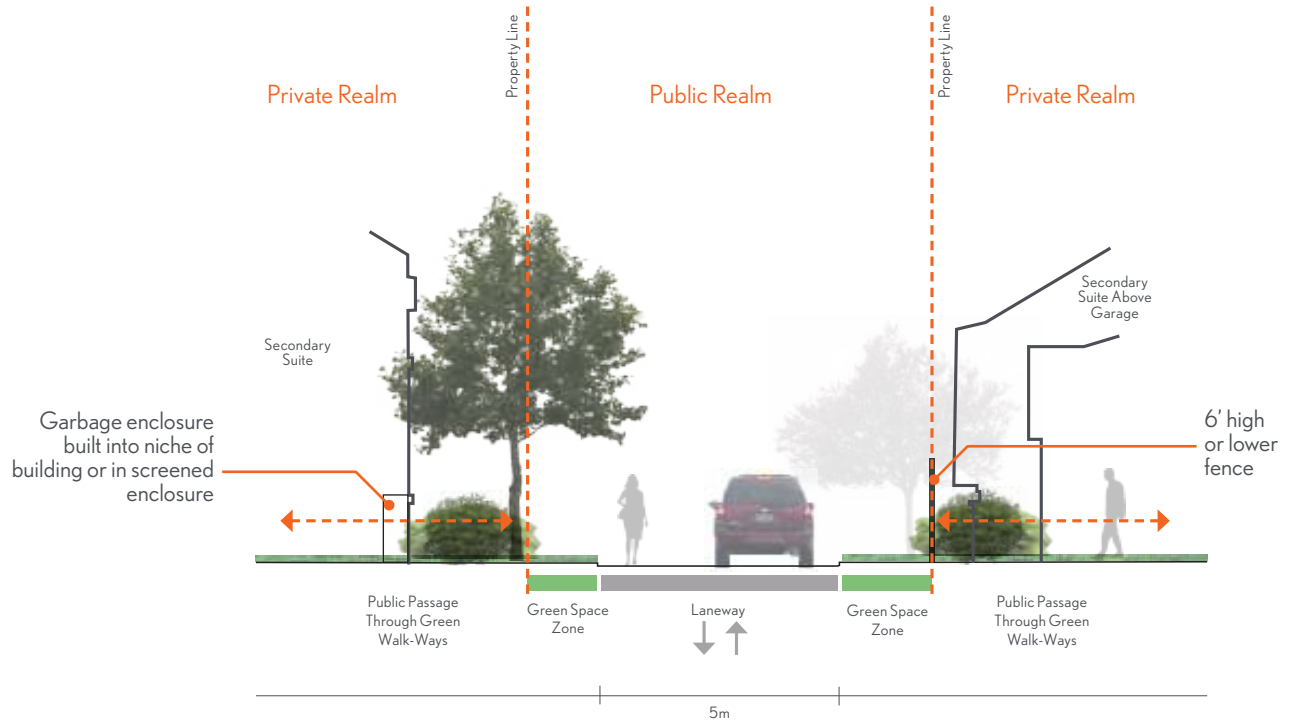 Property Line
Property Line
Private Realm
Public Realm
Private Realm
Secondary
Suite
Secondary
Suite Above
Garage
Garbage enclosure
built into niche of
building or in screened
enclosure
6' high
or lower
fence
Public Passage
Through Green
Walk-Ways
Green Space
Zone
Laneway
Green Space
Zone
Public Passage
Through Green
Walk-Ways
5m